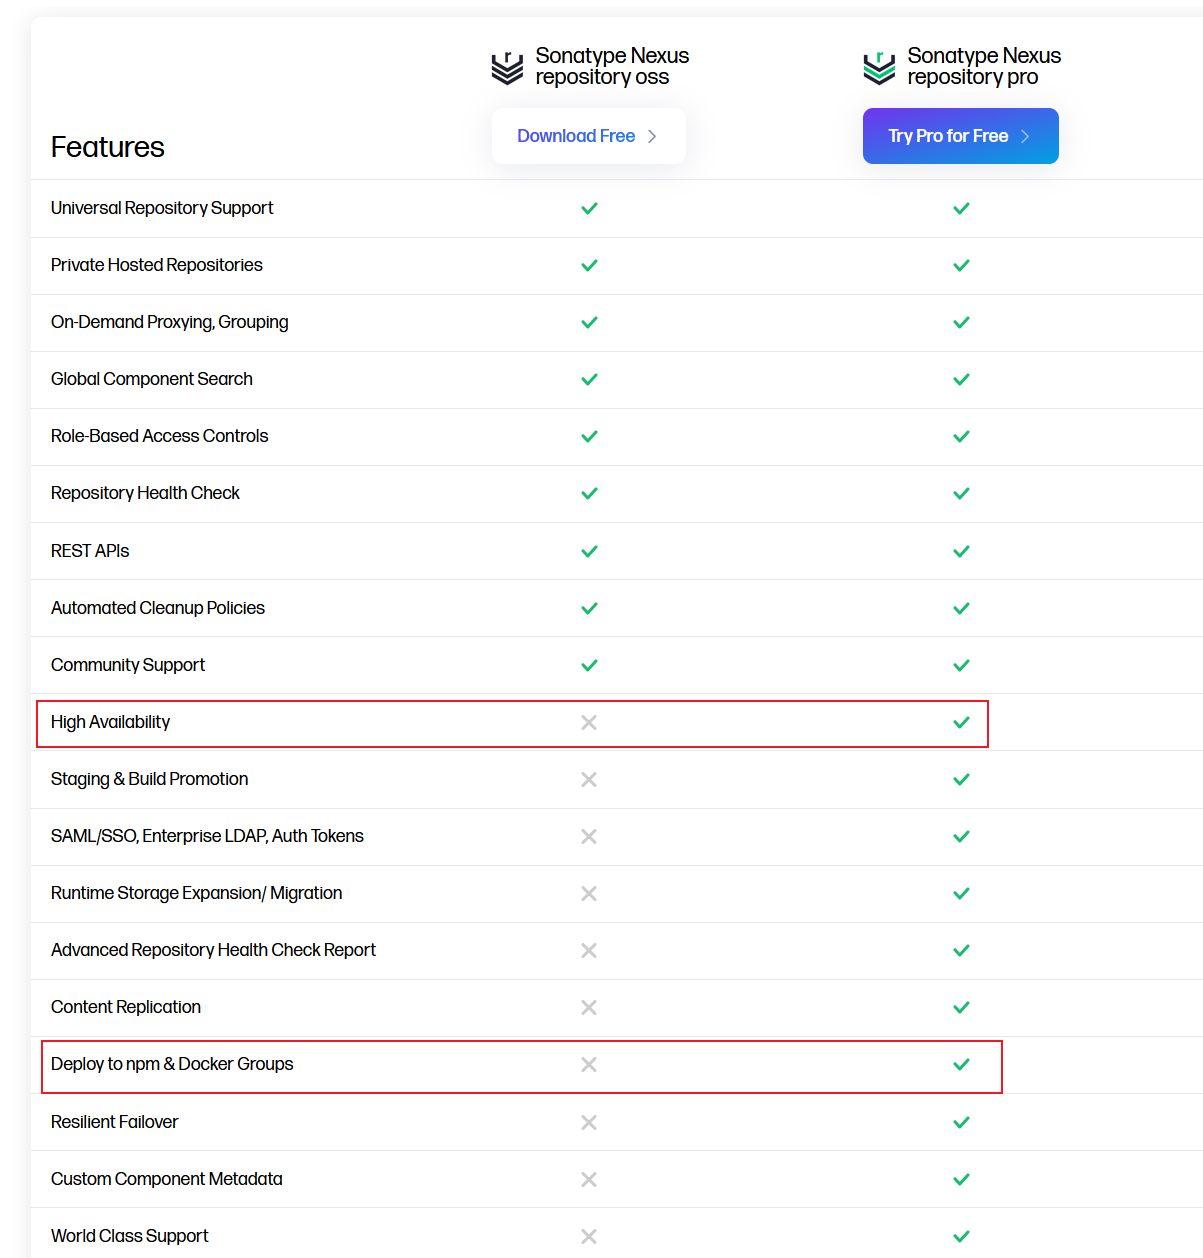 Sonatype Nexus
repository oss
Sonatype Nexus
repository pro
Download Free
Try Pro for Free
Features
Universal Repository Support
Private Hosted Repositories
On-Demand Proxying, Grouping
Global Component Search
Role-Based Access Controls
Repository Health Check
REST APIs
Automated Cleanup Policies
Community Support
High Availability
Staging & Build Promotion
SAML/SSO, Enterprise LDAP, Auth Tokens
Runtime Storage Expansion/ Migration
Advanced Repository Health Check Report
Content Replication
Deploy to npm & Docker Groups
Resilient Failover
Custom Component Metadata
World Class Support